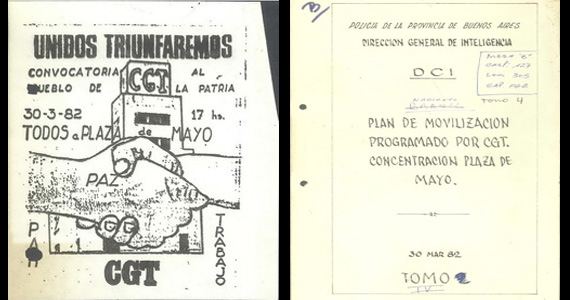 UNIDOS TRIUNFAREMOS
CONVOCATORIA CGT AL
PUEBLO DE LA PATRIA
30-3-82 17 hs.
TODOS a PLAZA de MAYO
PAZ
PAN
TRABAJO
CGT
POLICIA DE LA PROVINCIA DE BUENOS AIRES
DIRECCION GENERAL DE INTELIGENCIA
DCI
TOMO 4
PLAN DE MOVILIZACION
PROGRAMADO POR CGT.
CONCENTRACION PLAZA DE
MAYO.
30 MAR 82
TOMO
IV